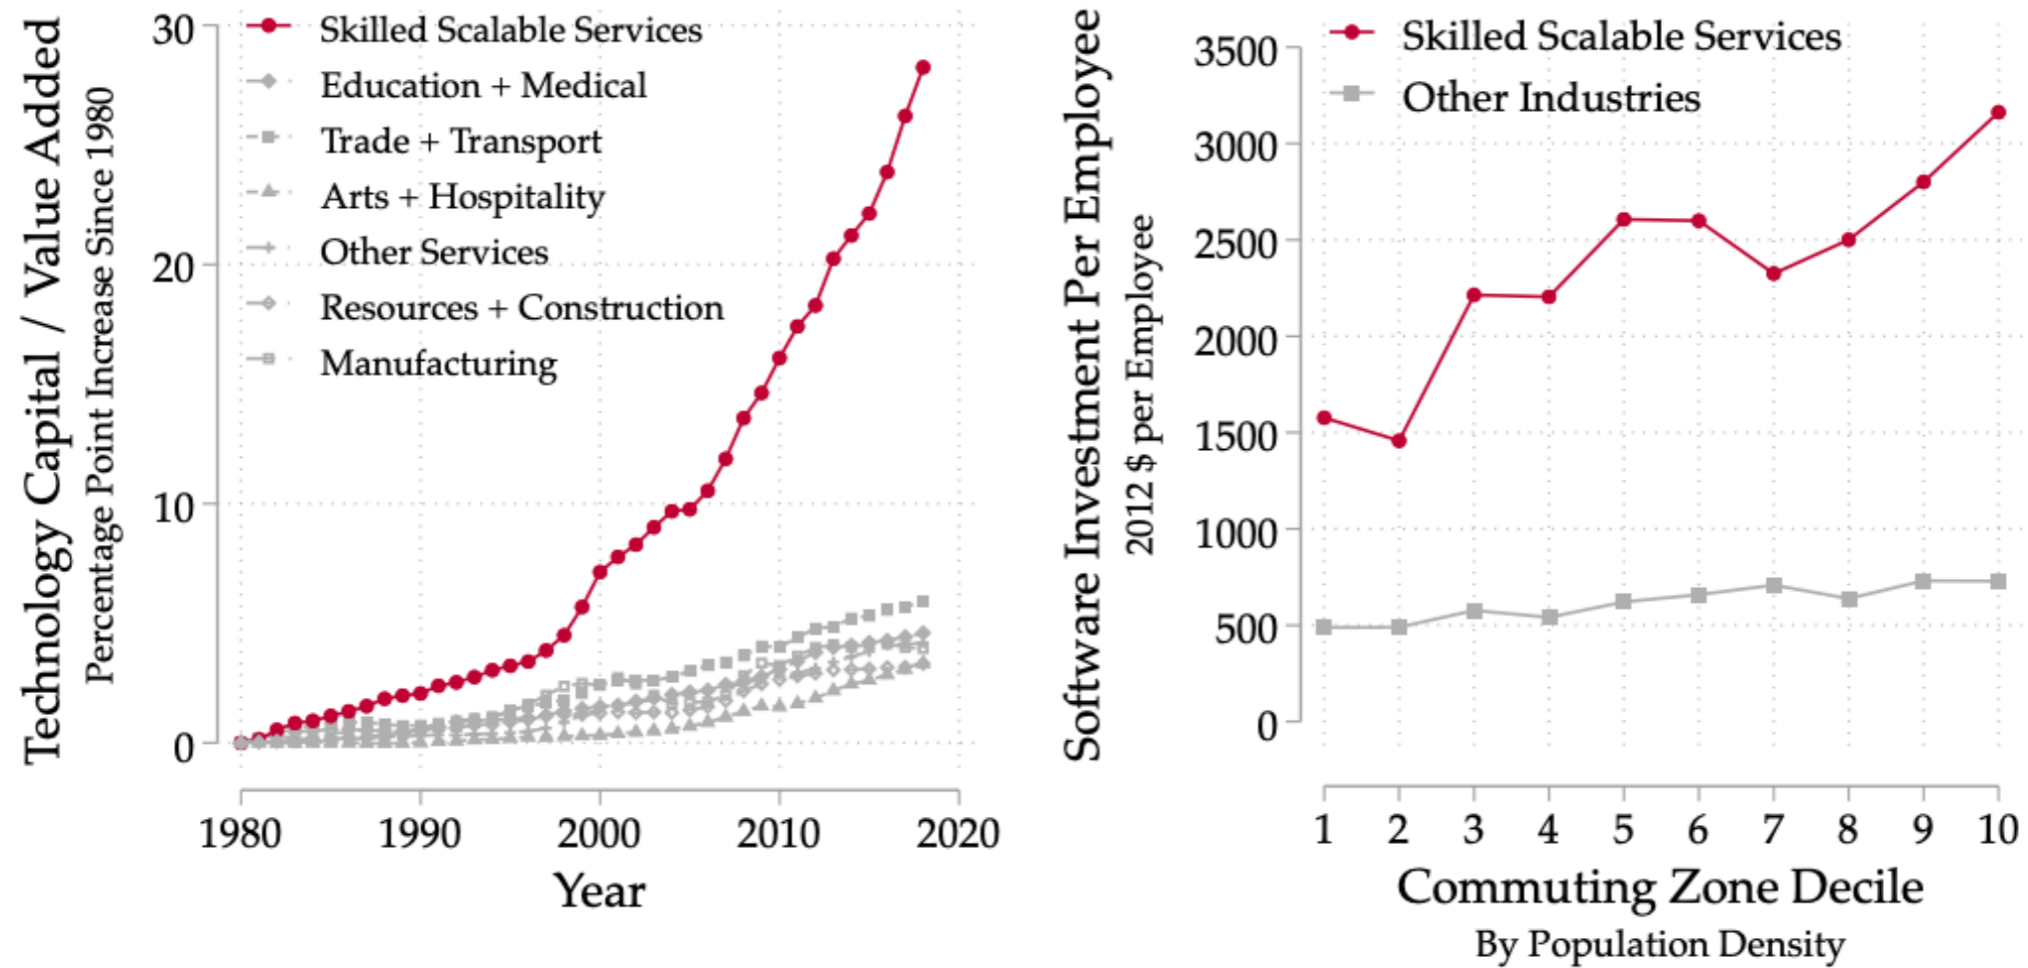 Technology Capital / Value Added
Percentage Point Increase Since 1980
30
20
10
0
Skilled Scalable Services
Education + Medical
Trade + Transport
Arts + Hospitality
Other Services
Resources + Construction
Manufacturing
1980 1990 2000 2010 2020
Year
Software Investment Per Employee
2012 $ per Employee
3500
3000
2500
2000
1500
1000
500
0
Skilled Scalable Services
Other Industries
1 2 3 4 5 6 7 8 9 10
Commuting Zone Decile
By Population Density